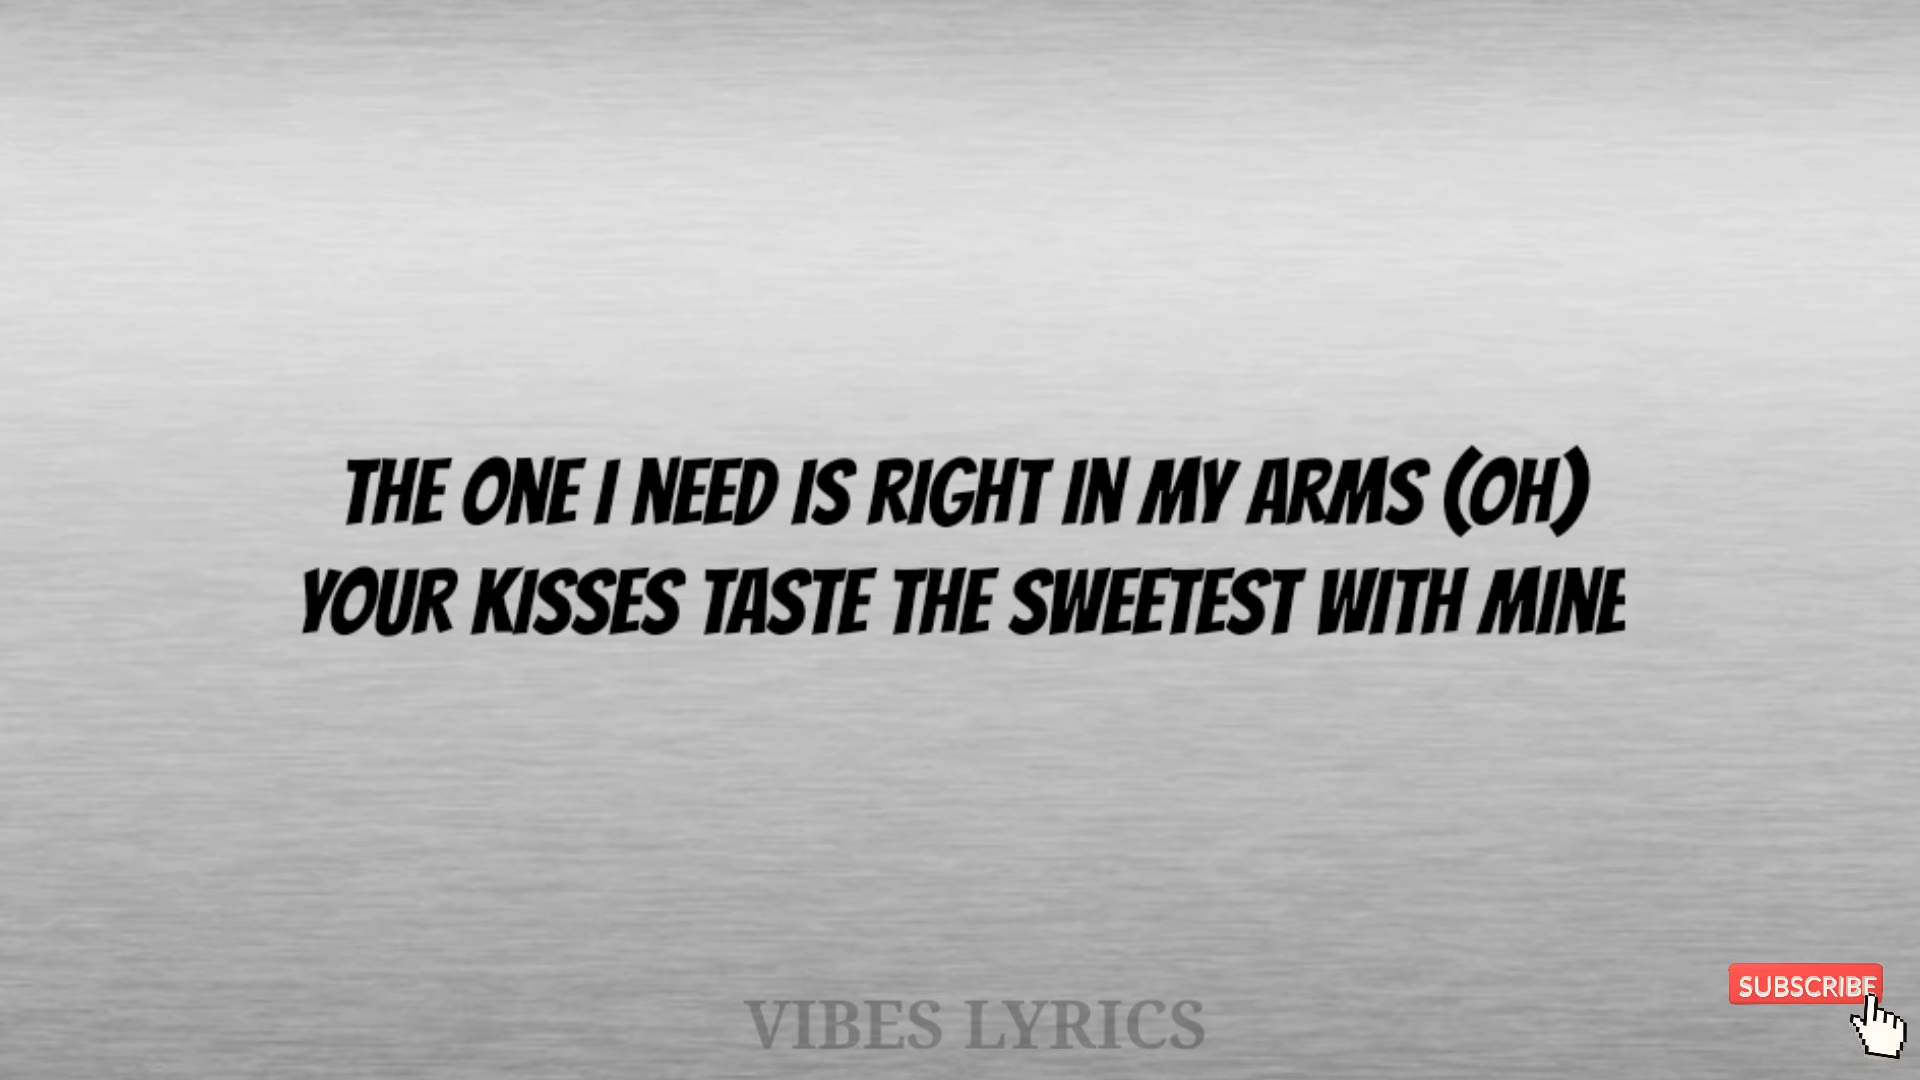 THE ONE I NEED IS RIGHT IN MY ARMS (OH)
YOUR KISSES TASTE THE SWEETEST WITH MINE
VIBES LYRICS
SUBSCRIBE